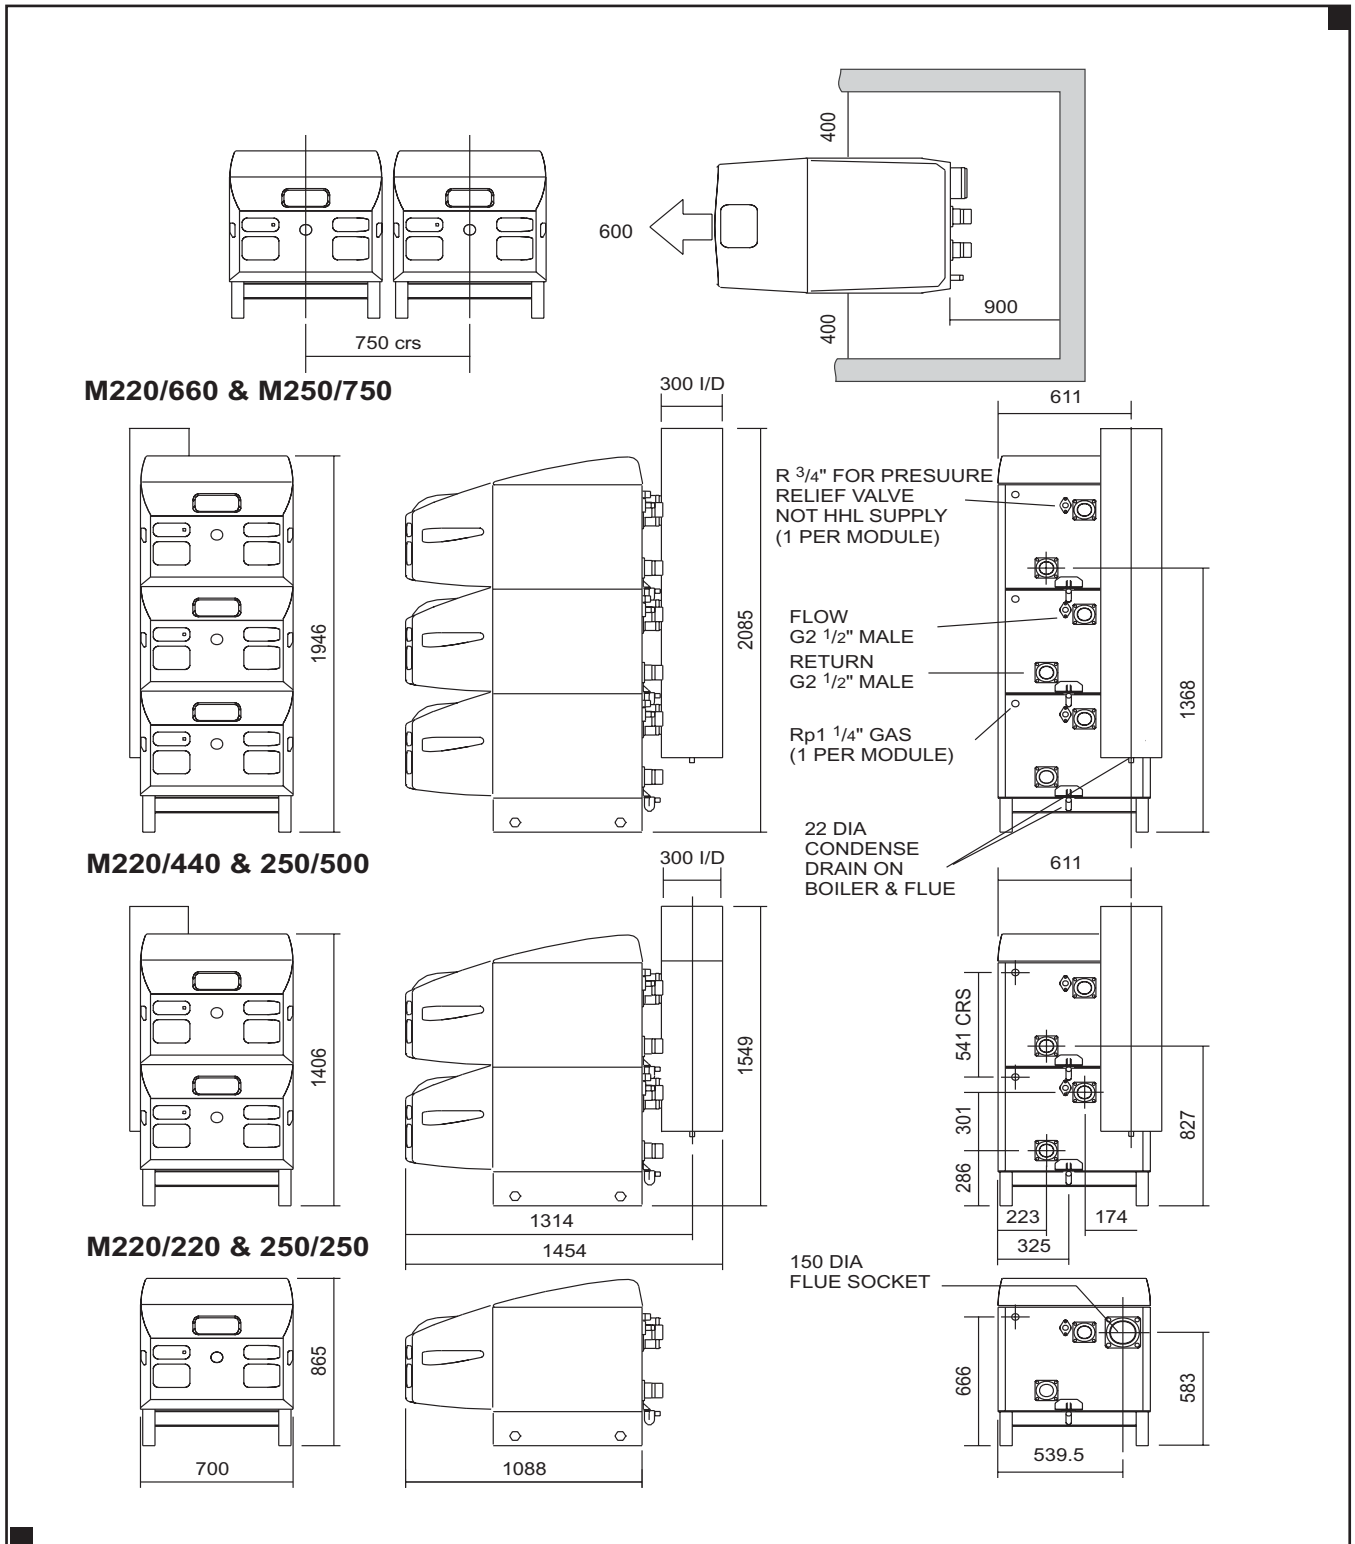 400
600
900
400
750 crs
M220/660 & M250/750
300 I/D
611
R 3/4" FOR PRESUURE
RELIEF VALVE
NOT HHL SUPPLY
(1 PER MODULE)
1946
2085
FLOW
G2 1/2" MALE
RETURN
G2 1/2" MALE
1368
Rp1 1/4" GAS
(1 PER MODULE)
22 DIA
CONDENSE
DRAIN ON
BOILER & FLUE
M220/440 & 250/500
300 I/D
611
1406
1549
541 CRS
301
286
827
223
174
325
1314
1454
M220/220 & 250/250
150 DIA
FLUE SOCKET
865
666
583
700
1088
539.5